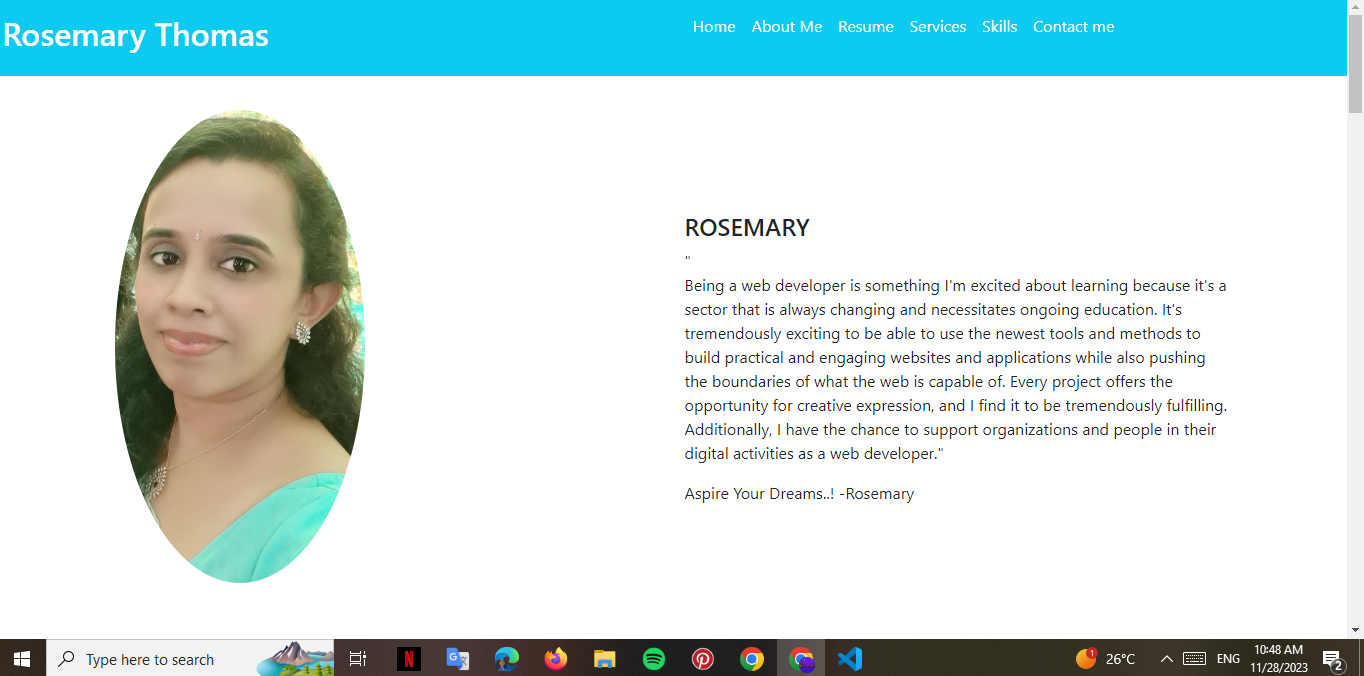 Rosemary Thomas
Home About Me Resume Services Skills Contact me
ROSEMARY
"
Being a web developer is something I'm excited about learning because it's a
sector that is always changing and necessitates ongoing education. It's
tremendously exciting to be able to use the newest tools and methods to
build practical and engaging websites and applications while also pushing
the boundaries of what the web is capable of. Every project offers the
opportunity for creative expression, and I find it to be tremendously fulfilling.
Additionally, I have the chance to support organizations and people in their
digital activities as a web developer."
Aspire Your Dreams..! -Rosemary
Type here to search
N
G
1
26°C
ENG
10:48 AM
11/28/2023
2